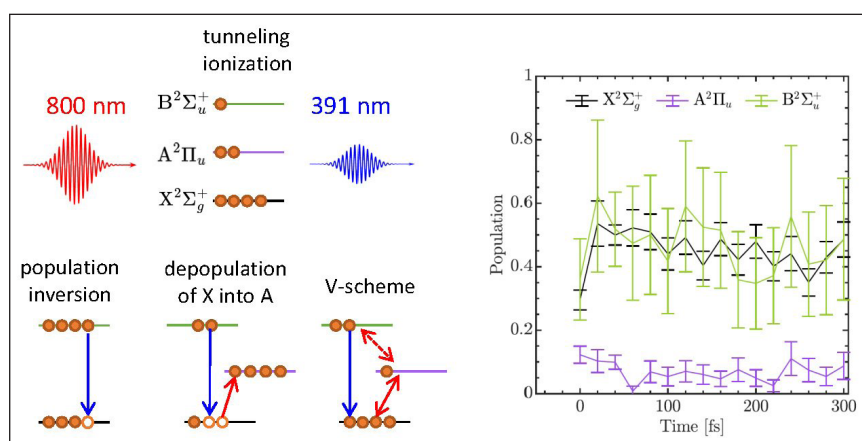 tunneling
ionization
800 nm
B²Σᵤ⁺
391 nm
A²Πᵤ
X²Σg⁺
population
inversion
depopulation
of X into A
V-scheme
X²Σg⁺
A²Πᵤ
B²Σᵤ⁺
1
0.8
0.6
0.4
0.2
0
Population
0
100
200
300
Time [fs]